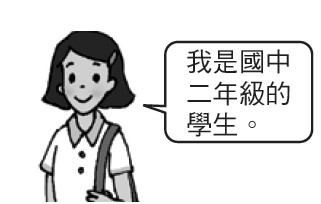 我是國中
二年級的
學生。